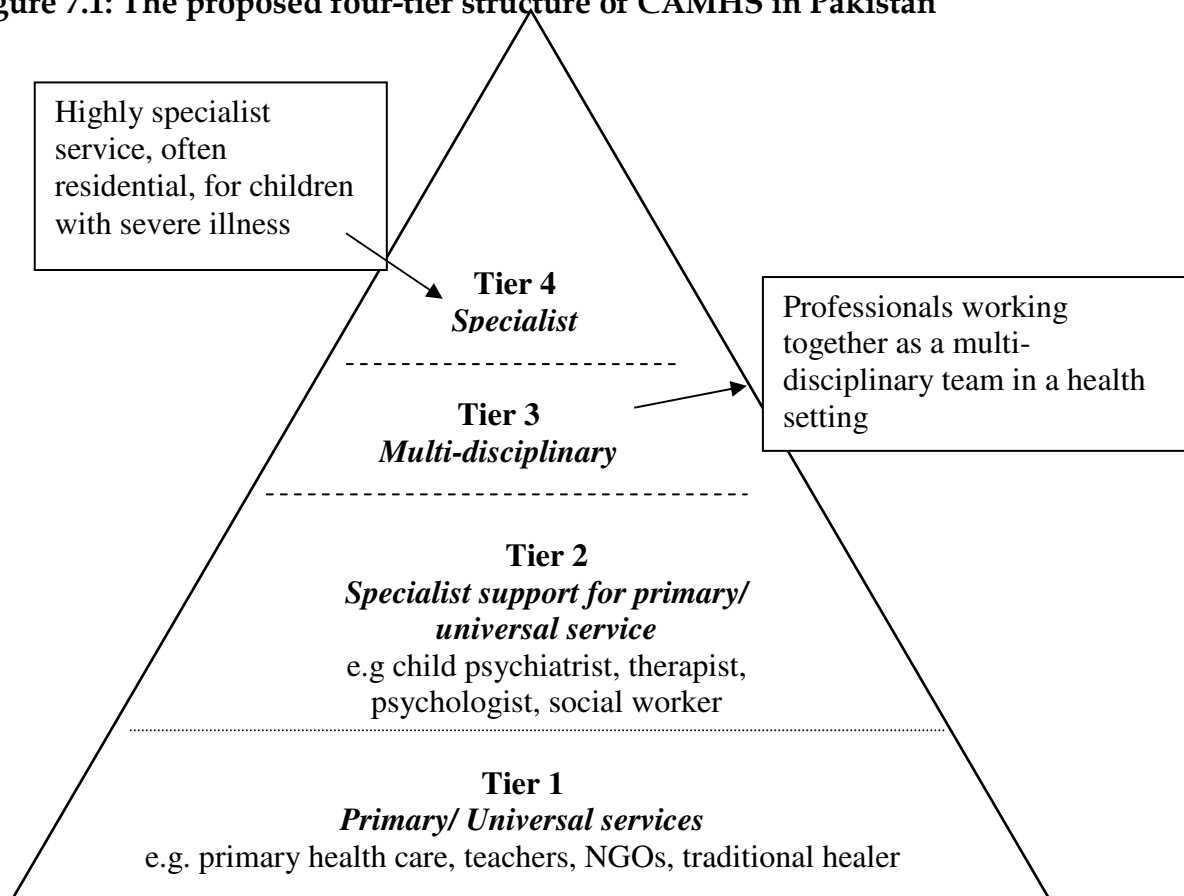 gure 7.1: The proposed four-tier structure of CAMHS in Pakistan
Highly specialist
service, often
residential, for children
with severe illness
Tier 4
Specialist
Professionals working
together as a multi-
disciplinary team in a health
setting
Tier 3
Multi-disciplinary
Tier 2
Specialist support for primary/
universal service
e.g child psychiatrist, therapist,
psychologist, social worker
Tier 1
Primary/ Universal services
e.g. primary health care, teachers, NGOs, traditional healer